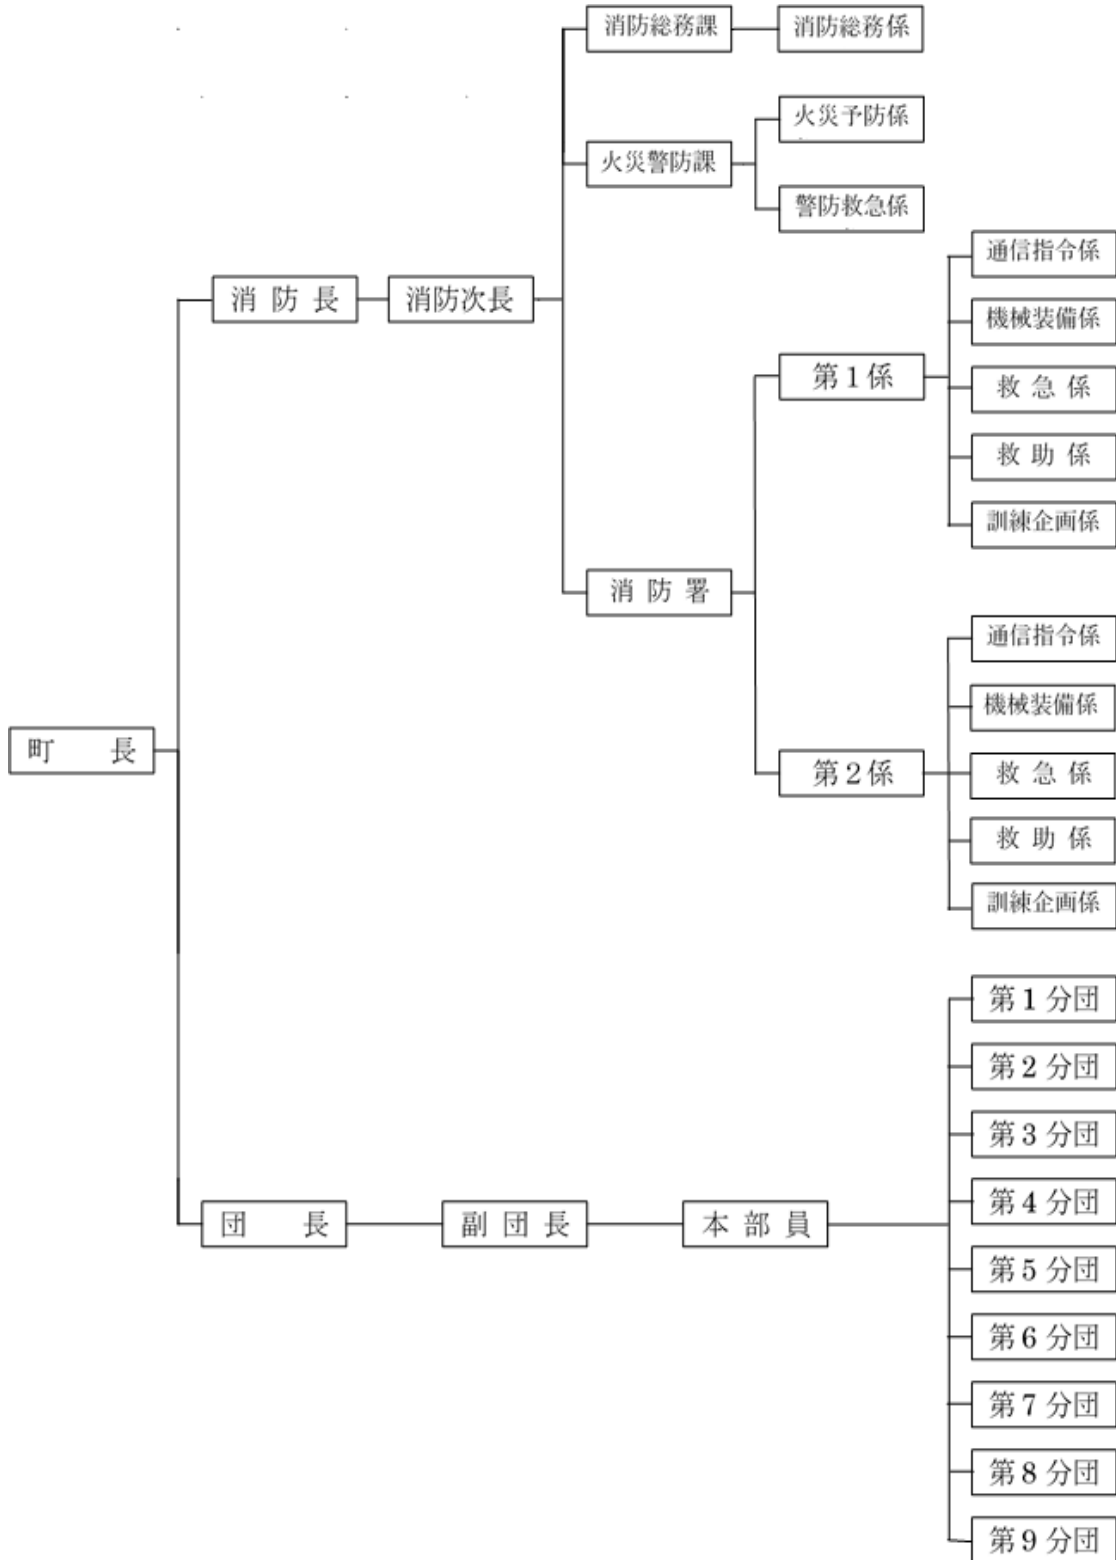 消防総務課
消防総務係
火災予防係
火災警防課
警防救急係
通信指令係
消防長
消防次長
機械装備係
第1係
救急係
救助係
訓練企画係
消防署
通信指令係
機械装備係
町長
第2係
救急係
救助係
訓練企画係
第1分団
第2分団
第3分団
第4分団
団長
副団長
本部員
第5分団
第6分団
第7分団
第8分団
第9分団